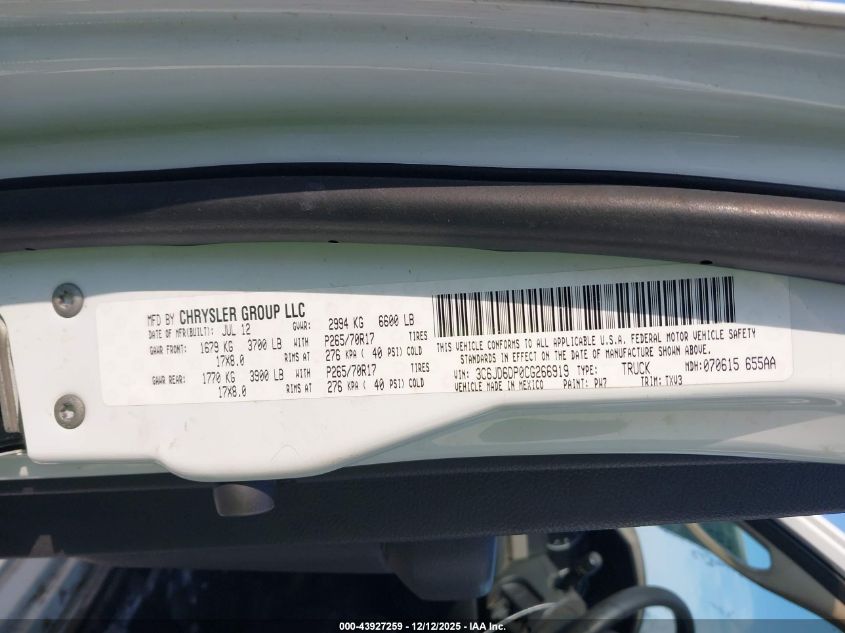 MFD BY CHRYSLER GROUP LLC
DATE OF MFR(BUILT): JUL 12 GVWR: 2994 KG 6600 LB
GAWR FRONT: 1679 KG 3700 LB WITH P265/70R17 TIRES
17X8.0 RIMS AT 276 KPA ( 40 PSI) COLD
GAWR REAR: 1770 KG 3900 LB WITH P265/70R17 TIRES
17X8.0 RIMS AT 276 KPA ( 40 PSI) COLD
THIS VEHICLE CONFORMS TO ALL APPLICABLE U.S.A. FEDERAL MOTOR VEHICLE SAFETY
STANDARDS IN EFFECT ON THE DATE OF MANUFACTURE SHOWN ABOVE.
VIN: 3C6JD6DP0CG266919 TYPE: TRUCK MDH: 070615 655AA
VEHICLE MADE IN MEXICO PAINT: PW7 TRIM: TXV3
000-43927259 - 12/12/2025 - IAA Inc.